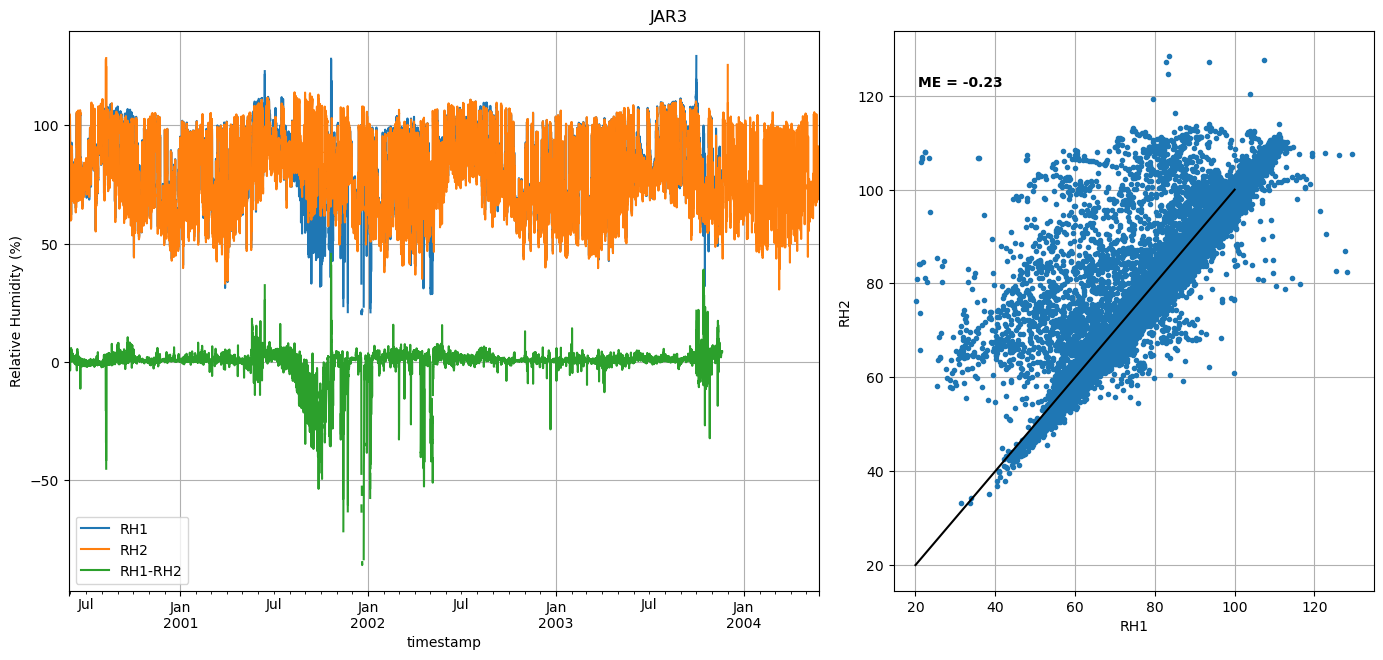 JAR3
Relative Humidity (%)
100
50
0
−50
RH1
RH2
RH1-RH2
Jul
Jan
2001
Jul
Jan
2002
Jul
Jan
2003
Jul
Jan
2004
timestamp
ME = -0.23
RH2
120
100
80
60
40
20
20
40
60
80
100
120
RH1